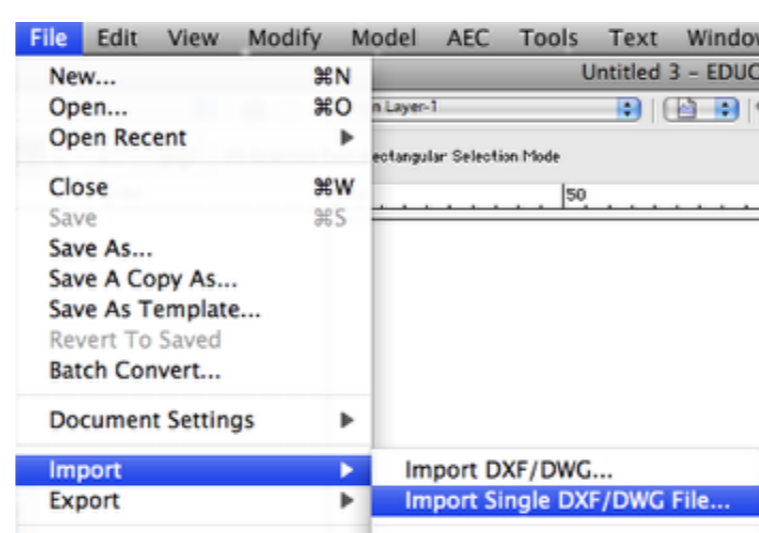 File Edit View Modify Model AEC Tools Text Window
Untitled 3 – EDUC
New... ⌘N
Open... ⌘O
n Layer-1
Open Recent
ectangular Selection Mode
Close ⌘W
50
Save ⌘S
Save As...
Save A Copy As...
Save As Template...
Revert To Saved
Batch Convert...
Document Settings
Import
Import DXF/DWG...
Export
Import Single DXF/DWG File...